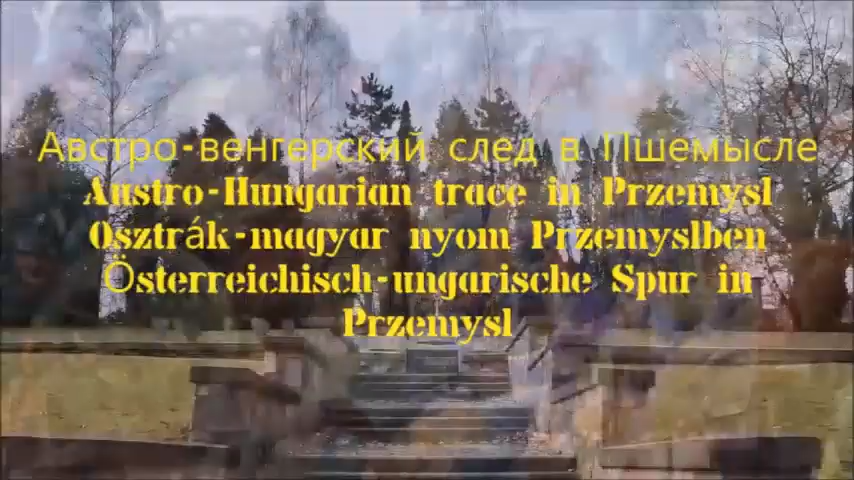 Австро-венгерский след в Пшемысле
Austro-Hungarian trace in Przemysl
Osztrák-magyar nyom Przemyslben
Österreichisch-ungarische Spur in
Przemysl